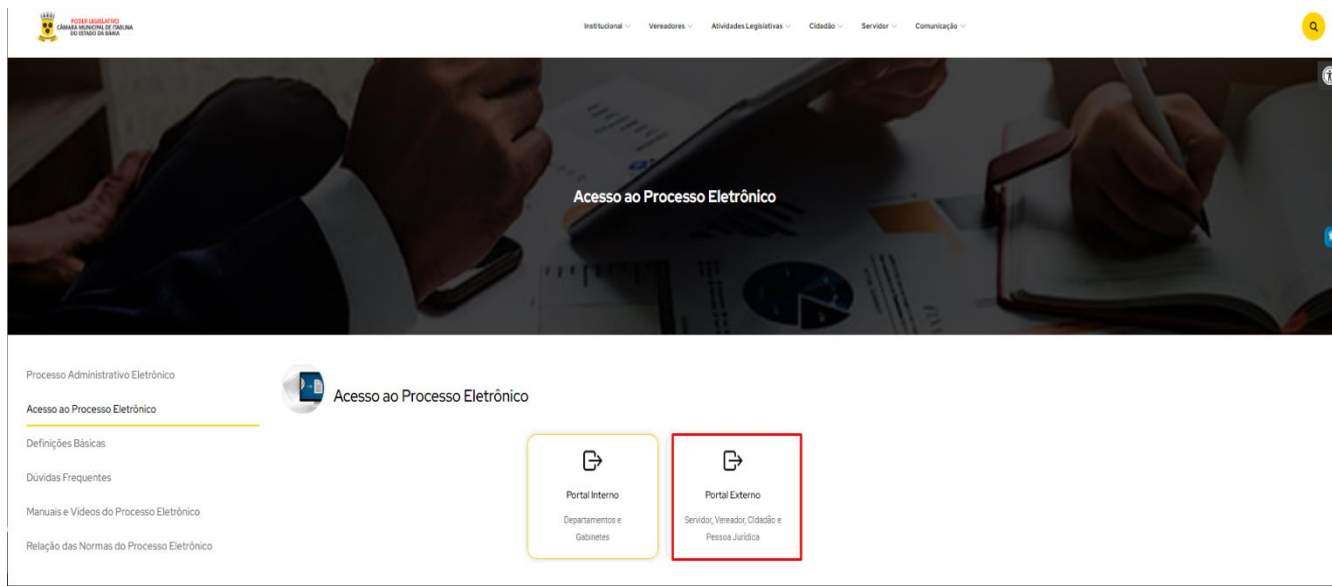 PODER LEGISLATIVO
CÂMARA MUNICIPAL DE ITABUNA
DO ESTADO DA BAHIA
Institucional
Vereadores
Atividades Legislativas
Cidadão
Servidor
Comunicação
Acesso ao Processo Eletrônico
Processo Administrativo Eletrônico
Acesso ao Processo Eletrônico
Definições Básicas
Dúvidas Frequentes
Manuais e Vídeos do Processo Eletrônico
Relação das Normas do Processo Eletrônico
Acesso ao Processo Eletrônico
Portal Interno
Departamentos e
Gabinetes
Portal Externo
Servidor, Vereador, Cidadão e
Pessoa Jurídica